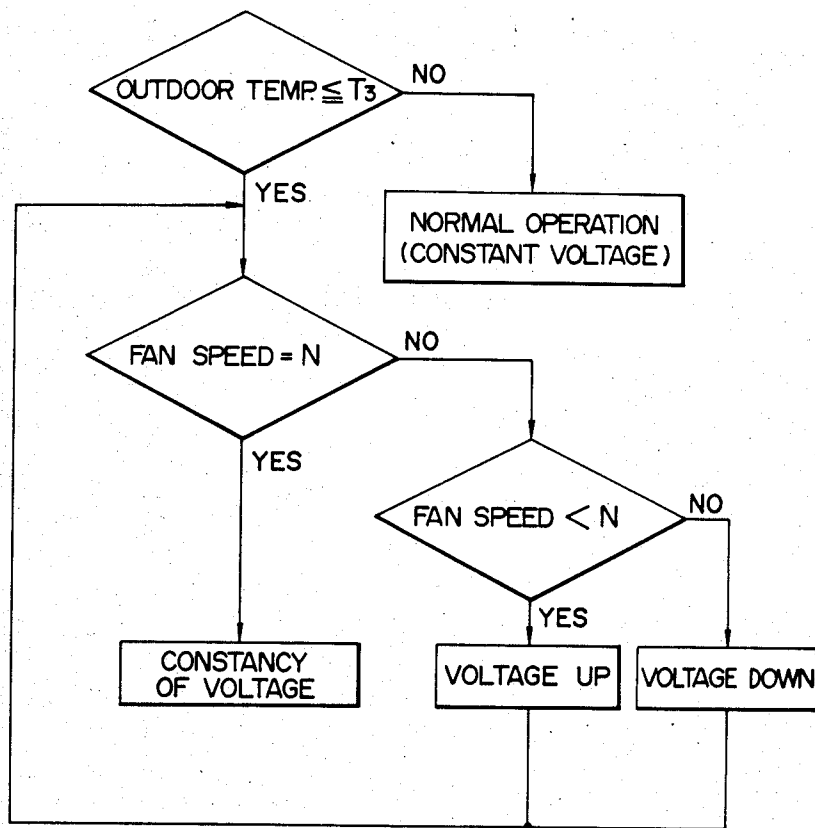 OUTDOOR TEMP. ≦ T3
NO
YES
NORMAL OPERATION
(CONSTANT VOLTAGE)
FAN SPEED = N
NO
YES
FAN SPEED < N
NO
YES
CONSTANCY
OF VOLTAGE
VOLTAGE UP
VOLTAGE DOWN